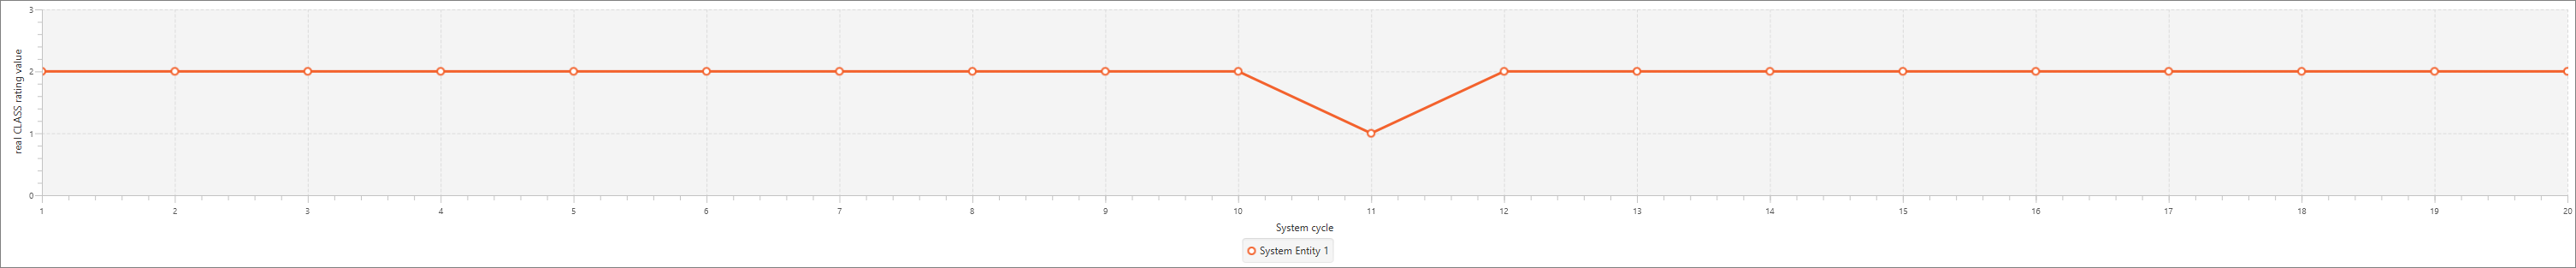 3
2
1
0
real CLASS rating value
1 2 3 4 5 6 7 8 9 10 11 12 13 14 15 16 17 18 19 20
System cycle
System Entity 1